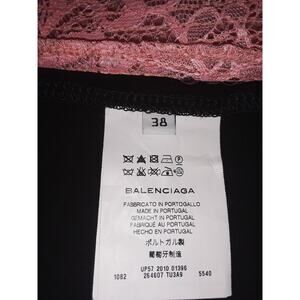 38
BALENCIAGA
FABBRICATO IN PORTOGALLO
MADE IN PORTUGAL
GEMACHT IN PORTUGAL
FABRIQUÉ AU PORTUGAL
HECHO EN PORTUGAL
ポルトガル製
葡萄牙制造
UP57 2010 01396
1082 264607 TU3A9 5540